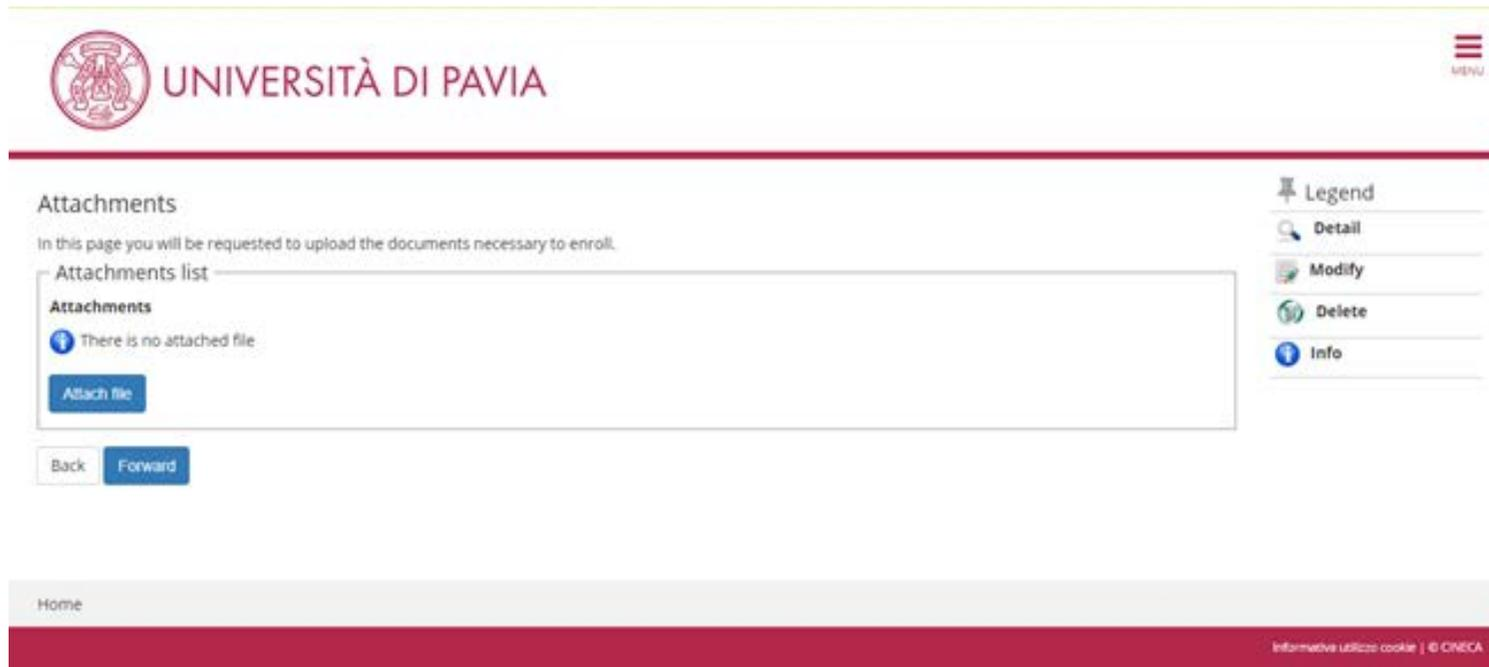 UNIVERSITÀ DI PAVIA
MENU
Attachments
In this page you will be requested to upload the documents necessary to enroll.
Attachments list
Attachments
There is no attached file
Attach file
Back
Forward
Legend
Detail
Modify
Delete
Info
Home
Informativa utilizzo cookie | © CINECA